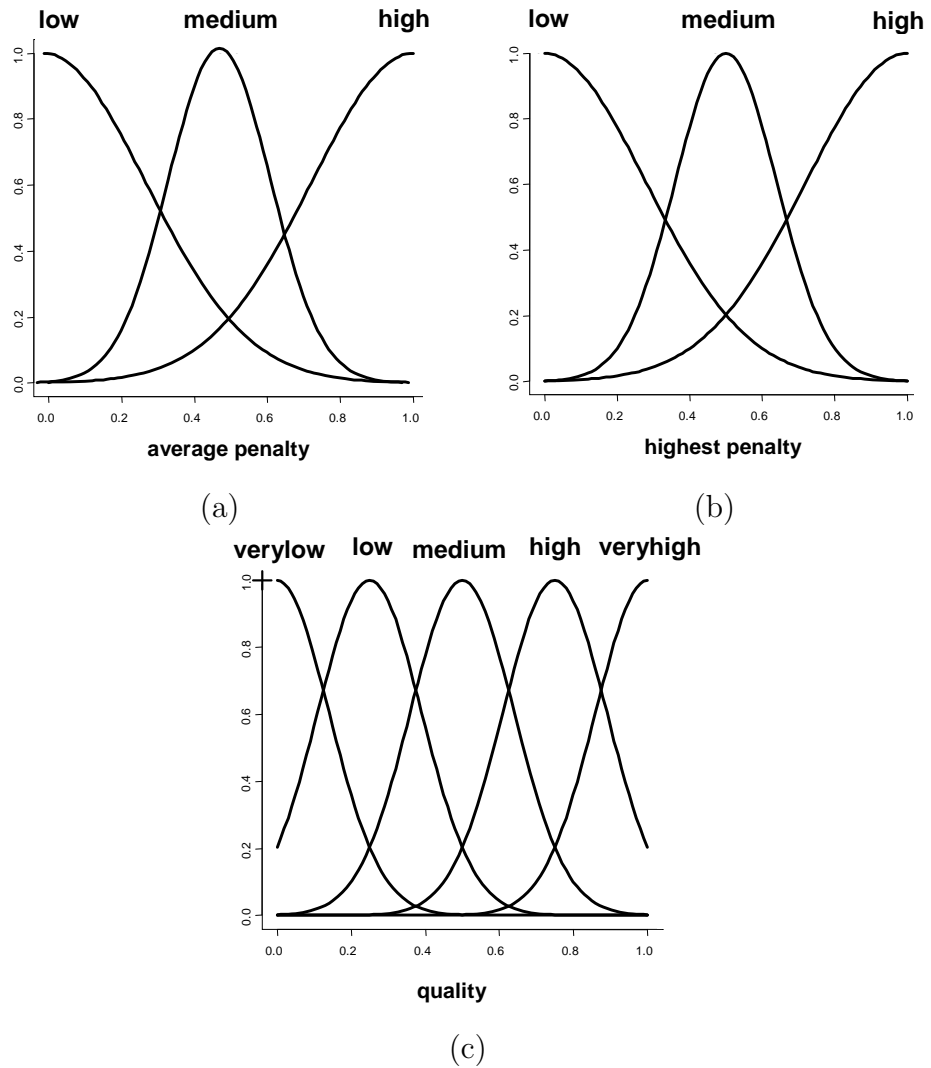 low medium high
1.0
0.8
0.6
0.4
0.2
0.0
0.0 0.2 0.4 0.6 0.8 1.0
average penalty
(a)
low medium high
1.0
0.8
0.6
0.4
0.2
0.0
0.0 0.2 0.4 0.6 0.8 1.0
highest penalty
(b)
verylow low medium high veryhigh
1.0
0.8
0.6
0.4
0.2
0.0
0.0 0.2 0.4 0.6 0.8 1.0
quality
(c)